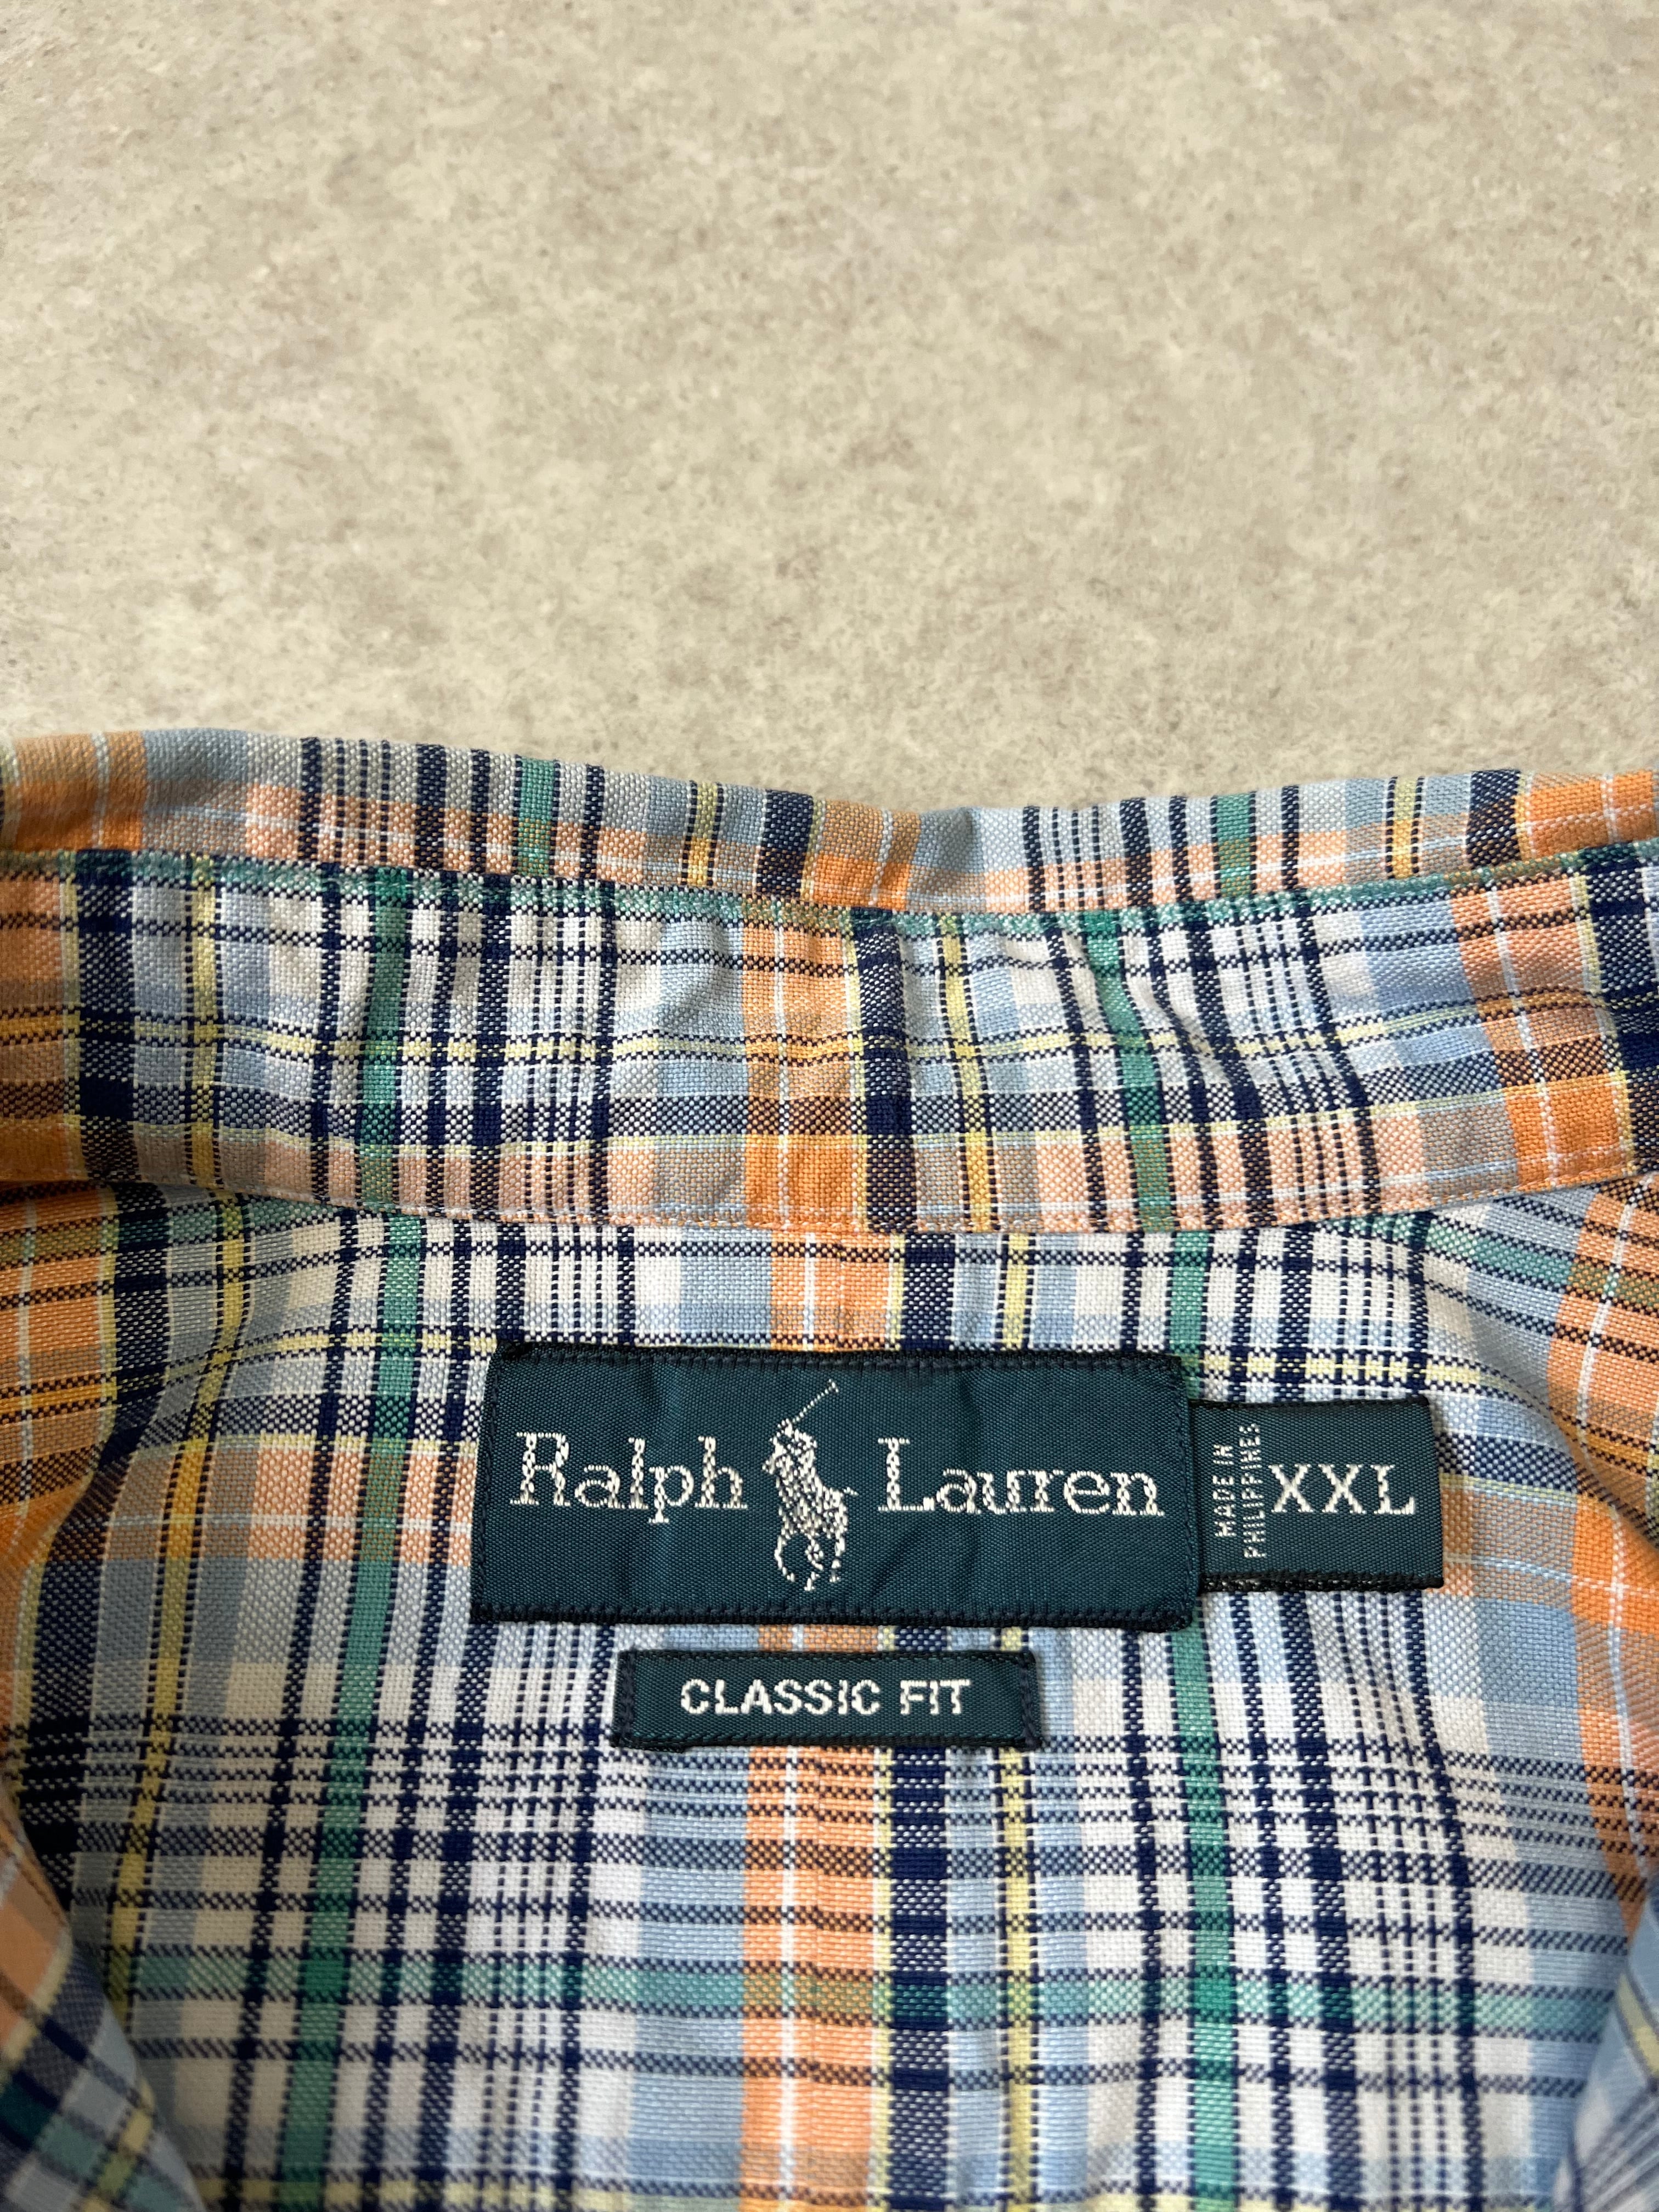 Ralph Lauren
MADE IN
PHILIPPINES
XXL
CLASSIC FIT